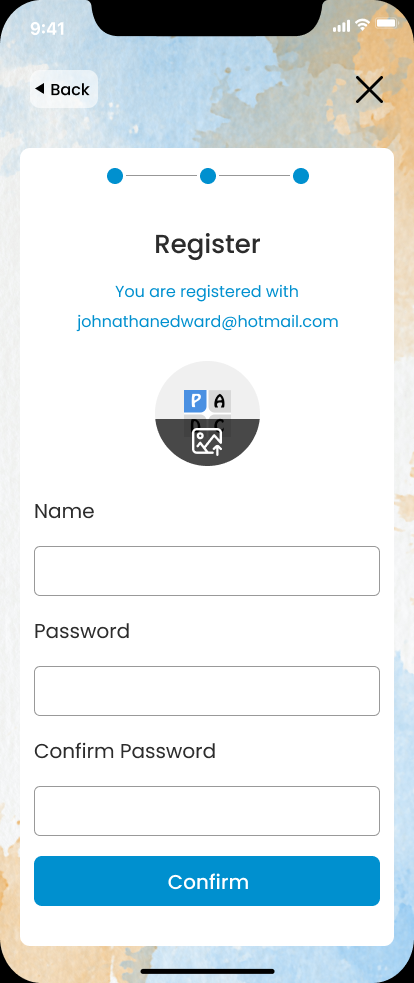 9:41
Back
Register
You are registered with
johnathanedward@hotmail.com
P A
D C
Name
Password
Confirm Password
Confirm